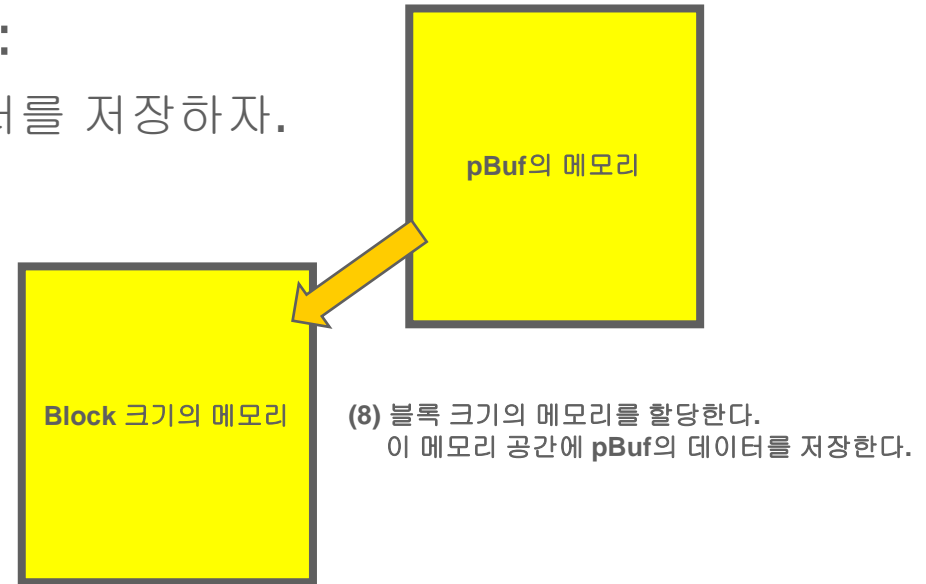 :
를 저장하자.
pBuf의 메모리
Block 크기의 메모리
(8) 블록 크기의 메모리를 할당한다.
이 메모리 공간에 pBuf의 데이터를 저장한다.